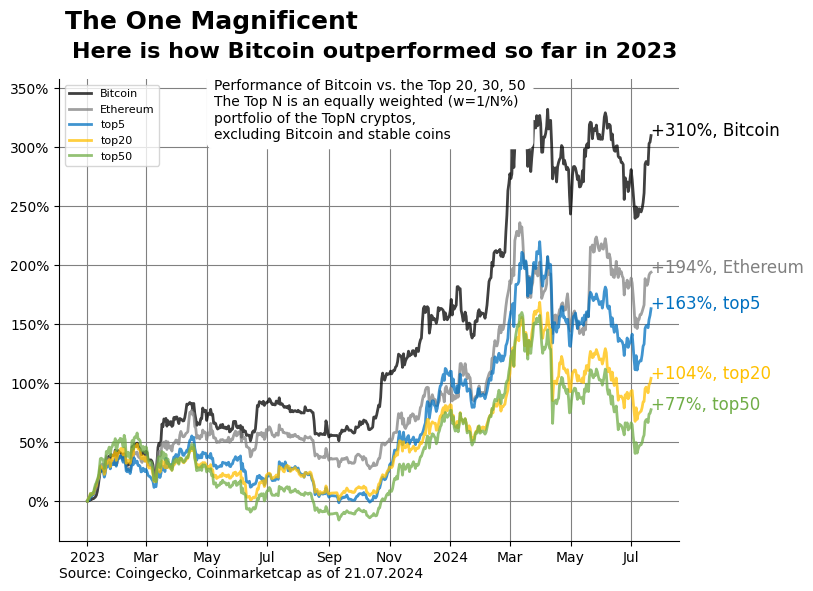 The One Magnificent
Here is how Bitcoin outperformed so far in 2023
350%
300%
250%
200%
150%
100%
50%
0%
Bitcoin
Ethereum
top5
top20
top50
Performance of Bitcoin vs. the Top 20, 30, 50
The Top N is an equally weighted (w=1/N%)
portfolio of the TopN cryptos,
excluding Bitcoin and stable coins
+310%, Bitcoin
+194%, Ethereum
+163%, top5
+104%, top20
+77%, top50
2023 Mar May Jul Sep Nov 2024 Mar May Jul
Source: Coingecko, Coinmarketcap as of 21.07.2024